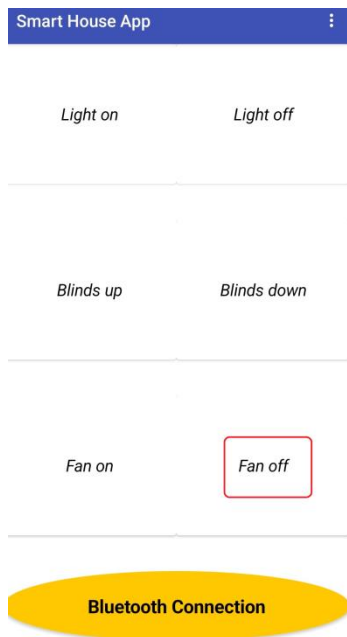 Smart House App
Light on Light off
Blinds up Blinds down
Fan on Fan off
Bluetooth Connection